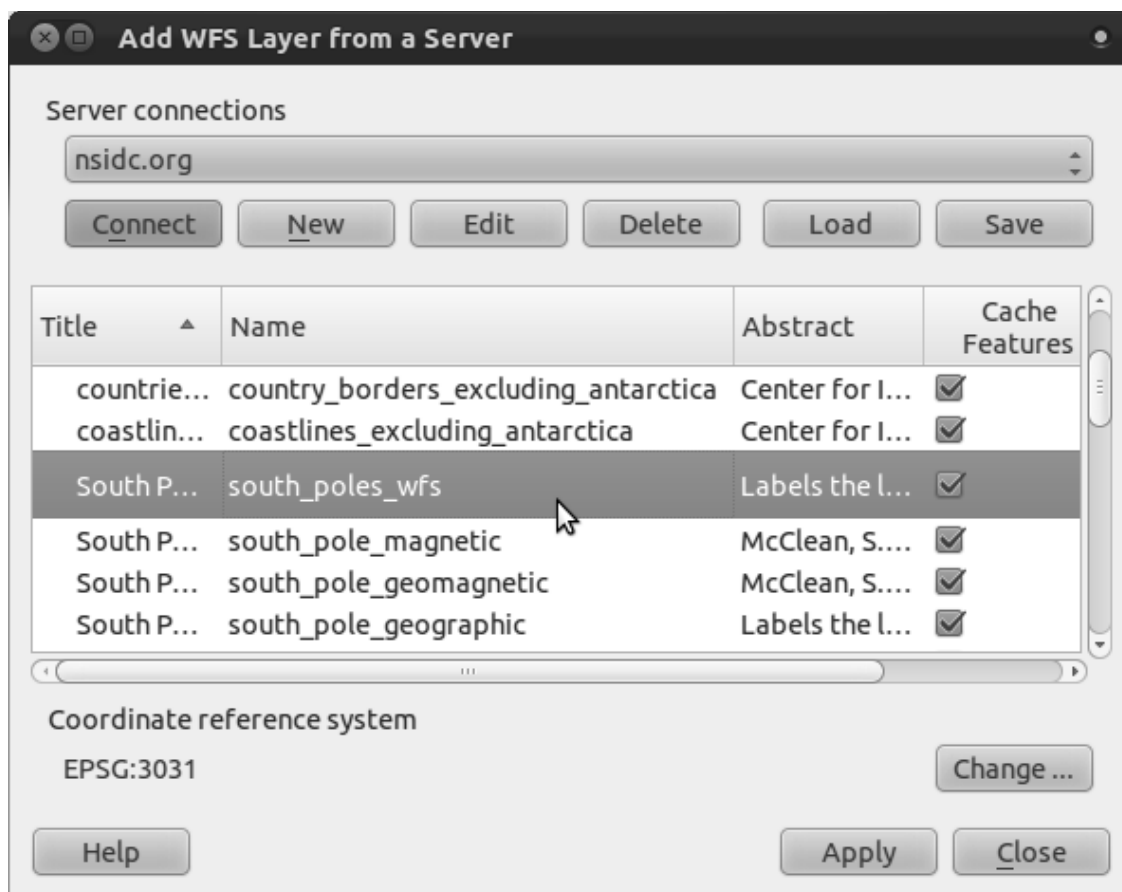 Add WFS Layer from a Server
Server connections
nsidc.org
Connect New Edit Delete Load Save
Title Name Abstract Cache Features
countrie... country_borders_excluding_antarctica Center for I...
coastlin... coastlines_excluding_antarctica Center for I...
South P... south_poles_wfs Labels the l...
South P... south_pole_magnetic McClean, S....
South P... south_pole_geomagnetic McClean, S....
South P... south_pole_geographic Labels the l...
Coordinate reference system
EPSG:3031 Change ...
Help Apply Close